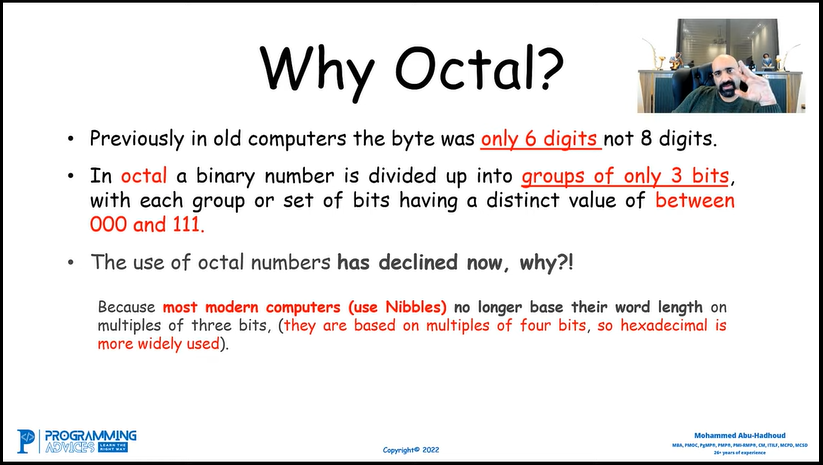 Why Octal?
• Previously in old computers the byte was only 6 digits not 8 digits.
• In octal a binary number is divided up into groups of only 3 bits,
with each group or set of bits having a distinct value of between
000 and 111.
• The use of octal numbers has declined now, why?!
Because most modern computers (use Nibbles) no longer base their word length on
multiples of three bits, (they are based on multiples of four bits, so hexadecimal is
more widely used).
PROGRAMMING
ADVICES LEARN THE
RIGHT WAY
Copyright© 2022
Mohammed Abu-Hadhoud
MBA, PMOC, PgMP®, PMP®, PMI-RMP®, CM, ITILF, MCPD, MCSD
26+ years of experience